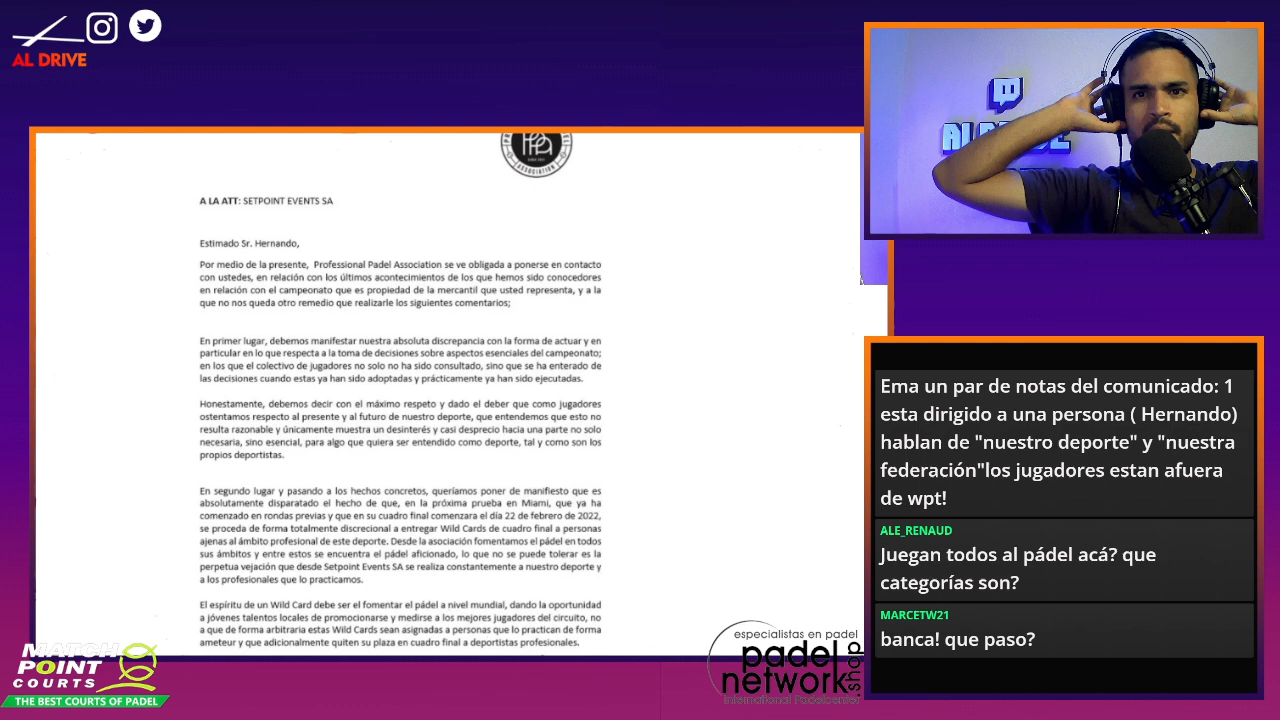 AL DRIVE
PPA
ASSOCIATION
A LA ATT: SETPOINT EVENTS SA
Estimado Sr. Hernando,
Por medio de la presente, Professional Padel Association se ve obligada a ponerse en contacto
con ustedes, en relación con los últimos acontecimientos de los que hemos sido conocedores
en relación con el campeonato que es propiedad de la mercantil que usted representa, y a la
que no nos queda otro remedio que realizarle los siguientes comentarios;
En primer lugar, debemos manifestar nuestra absoluta discrepancia con la forma de actuar y en
particular en lo que respecta a la toma de decisiones sobre aspectos esenciales del campeonato;
en los que el colectivo de jugadores no solo no ha sido consultado, sino que se ha enterado de
las decisiones cuando estas ya han sido adoptadas y prácticamente ya han sido ejecutadas.
Honestamente, debemos decir con el máximo respeto y dado el deber que como jugadores
ostentamos respecto al presente y al futuro de nuestro deporte, que entendemos que esto no
resulta razonable y únicamente muestra un desinterés y casi desprecio hacia una parte no solo
necesaria, sino esencial, para algo que quiera ser entendido como deporte, tal y como son los
propios deportistas.
En segundo lugar y pasando a los hechos concretos, queríamos poner de manifiesto que es
absolutamente disparatado el hecho de que, en la próxima prueba en Miami, que ya ha
comenzado en rondas previas y que en su cuadro final comenzara el día 22 de febrero de 2022,
se proceda de forma totalmente discrecional a entregar Wild Cards de cuadro final a personas
ajenas al ámbito profesional de este deporte. Desde la asociación fomentamos el pádel en todos
sus ámbitos y entre estos se encuentra el pádel aficionado, lo que no se puede tolerar es la
perpetua vejación que desde Setpoint Events SA se realiza constantemente a nuestro deporte y
a los profesionales que lo practicamos.
El espíritu de un Wild Card debe ser el fomentar el pádel a nivel mundial, dando la oportunidad
a jóvenes talentos locales de promocionarse y medirse a los mejores jugadores del circuito, no
a que de forma arbitraria estas Wild Cards sean asignadas a personas que lo practican de forma
ameteur y que adicionalmente quiten su plaza en cuadro final a deportistas profesionales.
Ema un par de notas del comunicado: 1
esta dirigido a una persona ( Hernando)
hablan de "nuestro deporte" y "nuestra
federación"los jugadores estan afuera
de wpt!
ALE_RENAUD
Juegan todos al pádel acá? que
categorías son?
MARCETW21
banca! que paso?
MATCH
POINT
COURTS
THE BEST COURTS OF PADEL
especialistas en padel
padel
network
.shop
International Padelcenter